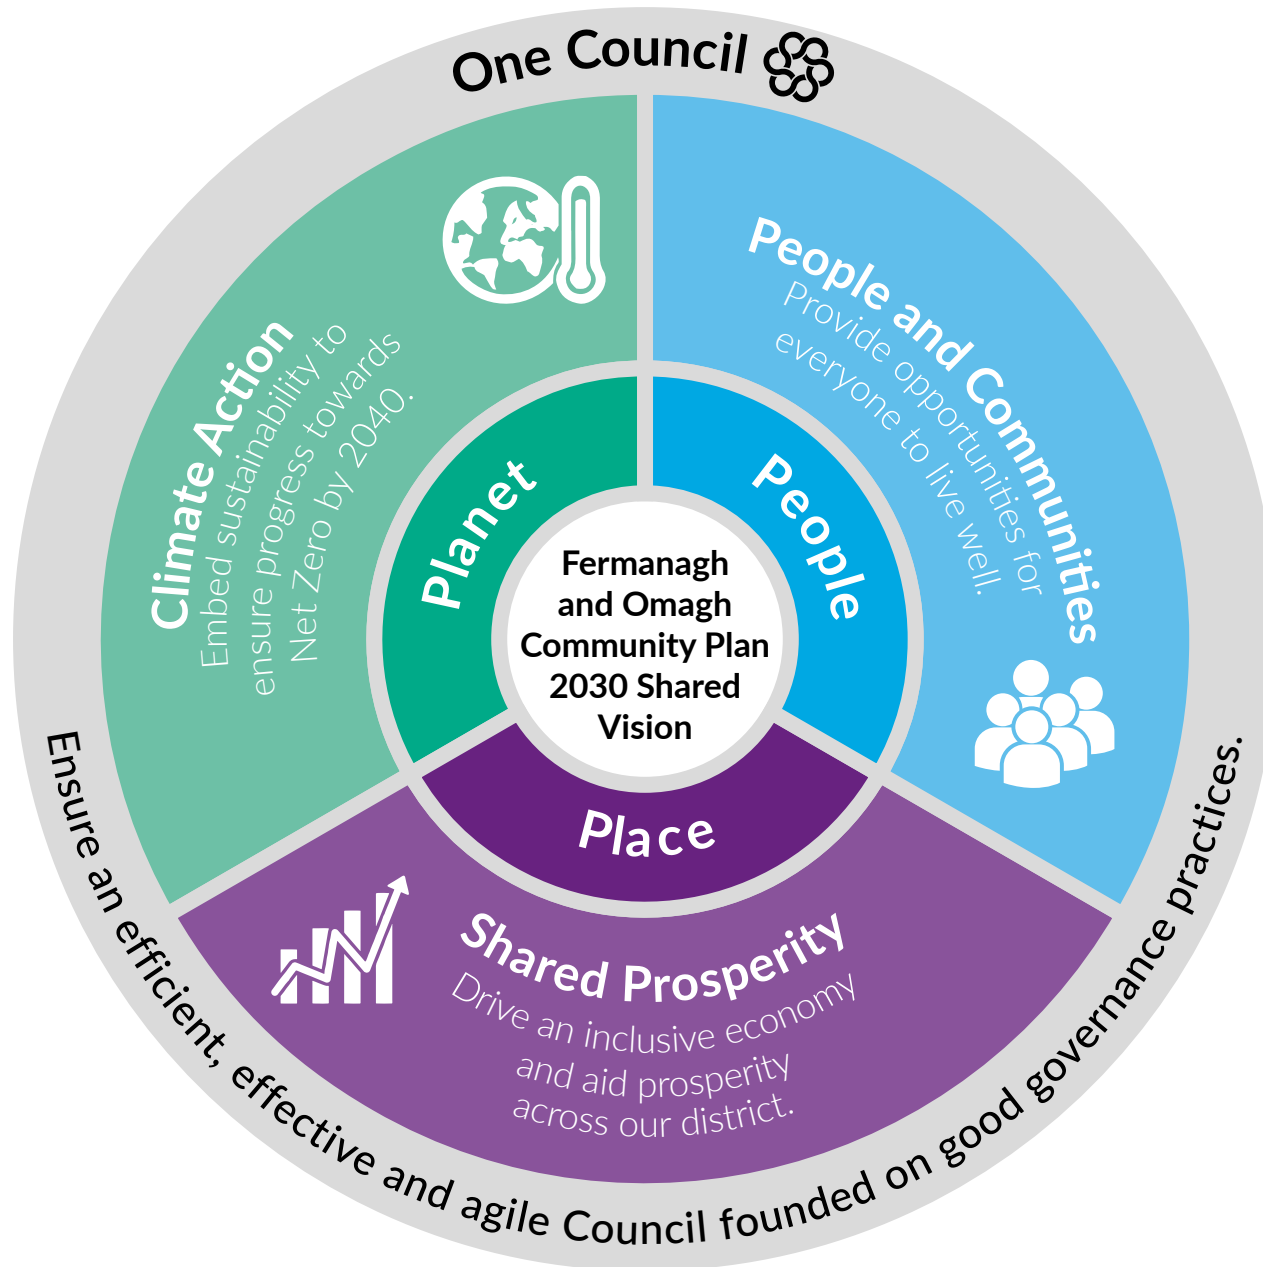 One Council
Climate Action
Embed sustainability to
ensure progress towards
Net Zero by 2040.
People and Communities
Provide opportunities for
everyone to live well.
Planet
People
Fermanagh
and Omagh
Community Plan
2030 Shared
Vision
Place
Shared Prosperity
Drive an inclusive economy
and aid prosperity
across our district.
Ensure an efficient, effective and agile Council founded on good governance practices.